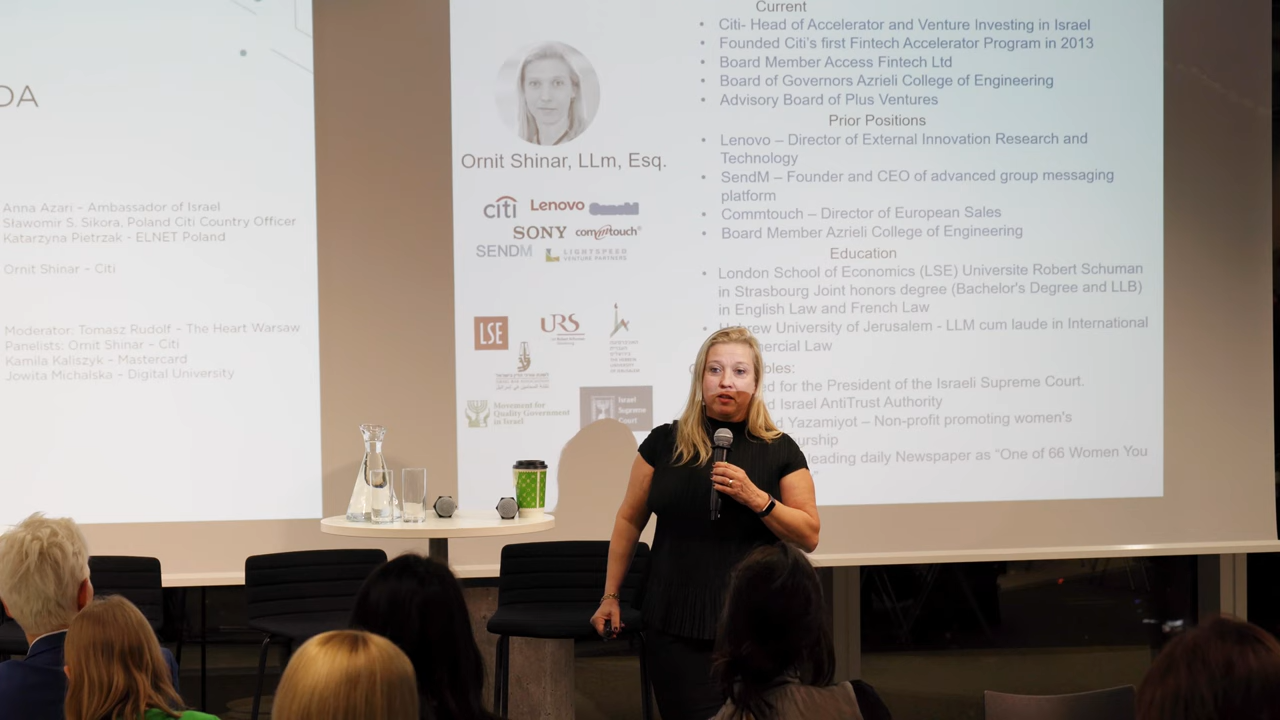 DA
Anna Azari – Ambassador of Israel
Sławomir S. Sikora, Poland Citi Country Officer
Katarzyna Pietrzak - ELNET Poland
Ornit Shinar – Citi
Moderator: Tomasz Rudolf – The Heart Warsaw
Panelists: Ornit Shinar – Citi
Kamila Kaliszyk – Mastercard
Jowita Michalska – Digital University
Ornit Shinar, LLm, Esq.
citi Lenovo
SONY commtouch
SENDM LIGHTSPEED
VENTURE PARTNERS
LSE URS
Movement for
Quality Government
in Israel
Israel
Supreme
Court
Current
• Citi- Head of Accelerator and Venture Investing in Israel
• Founded Citi's first Fintech Accelerator Program in 2013
• Board Member Access Fintech Ltd
• Board of Governors Azrieli College of Engineering
• Advisory Board of Plus Ventures
Prior Positions
• Lenovo – Director of External Innovation Research and
Technology
• SendM – Founder and CEO of advanced group messaging
platform
• Commtouch – Director of European Sales
• Board Member Azrieli College of Engineering
Education
• London School of Economics (LSE) Universite Robert Schuman
in Strasbourg Joint honors degree (Bachelor's Degree and LLB)
in English Law and French Law
• Hebrew University of Jerusalem - LLM cum laude in International
mercial Law
oles:
ed for the President of the Israeli Supreme Court.
d Israel AntiTrust Authority
d Yazamiyot – Non-profit promoting women's
urship
leading daily Newspaper as "One of 66 Women You